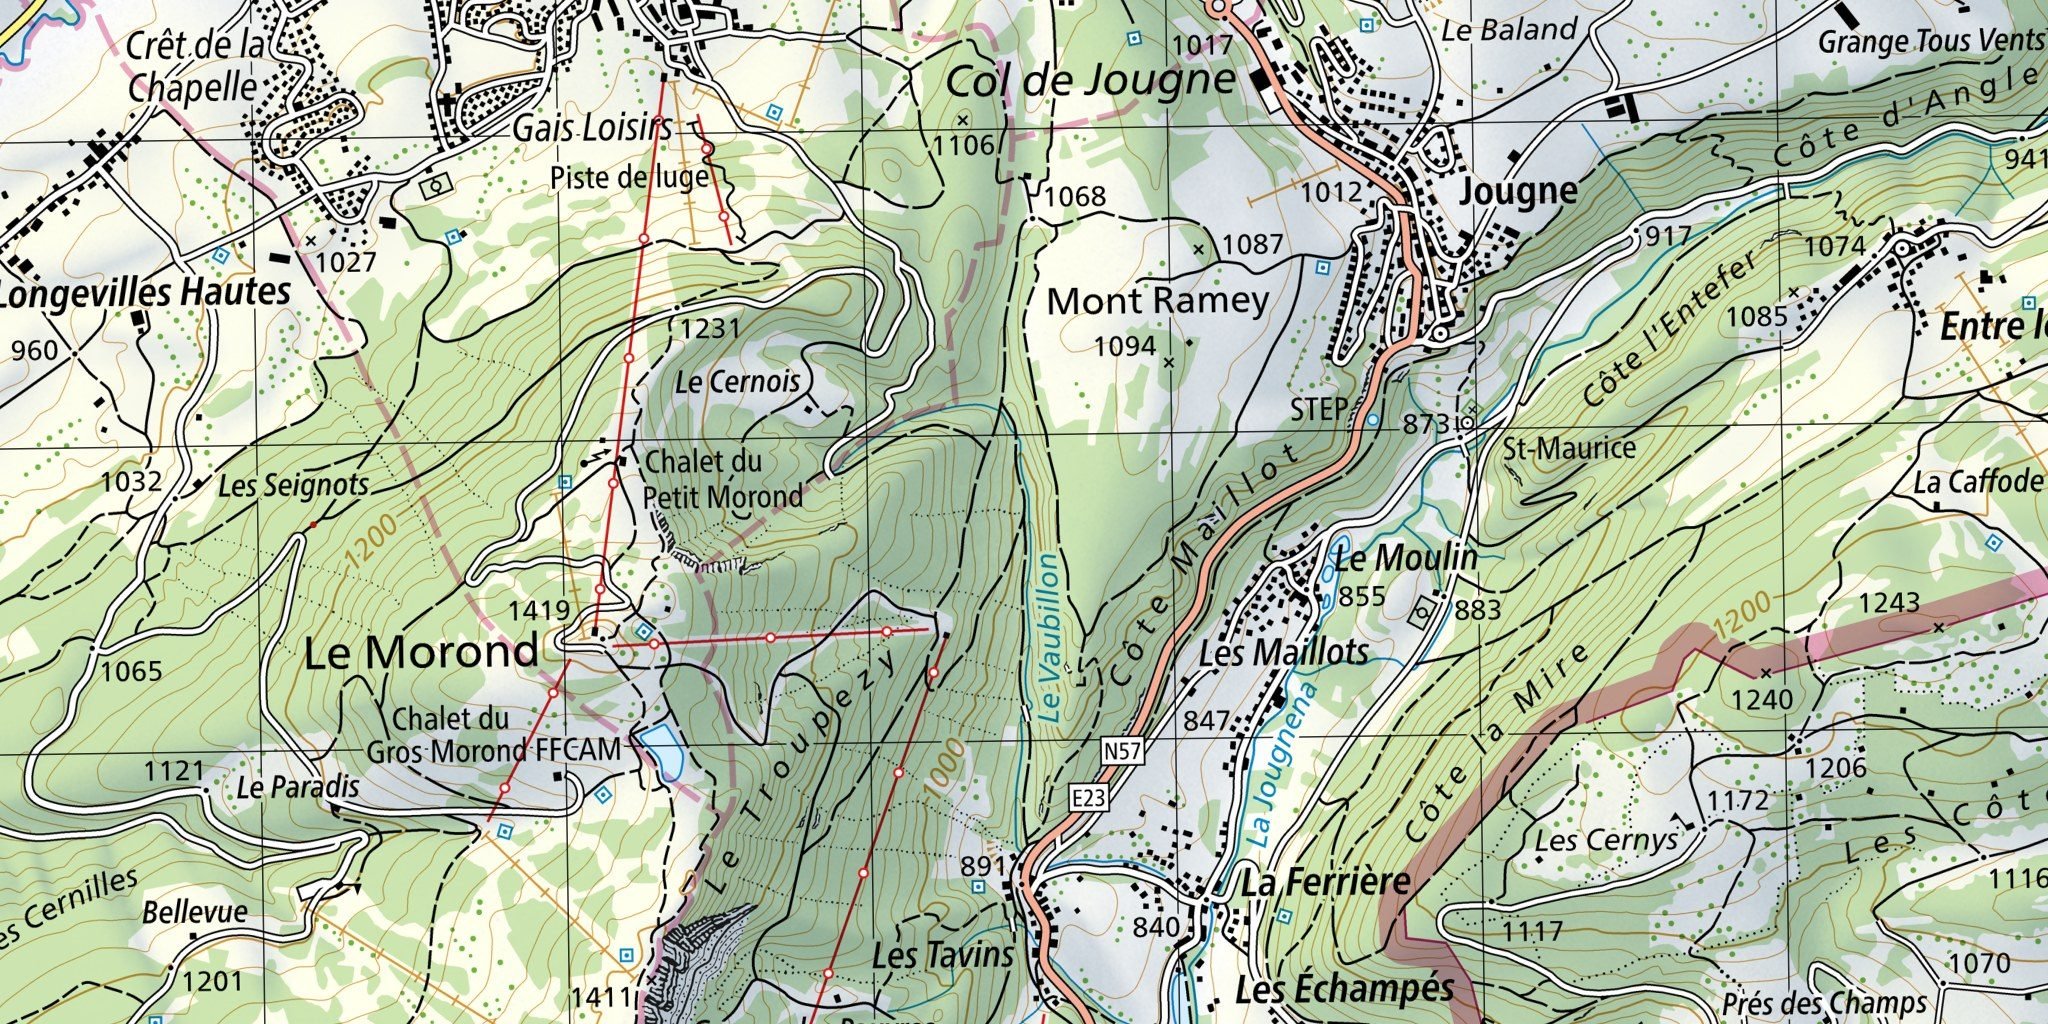 Crêt de la
Chapelle
Gais Loisirs
Piste de luge
1106
Col de Jougne
1017
Le Baland
Grange Tous Vents
Côte d'Angle
941
1068
1012
Jougne
1027
1087
917
1074
Longevilles Hautes
Mont Ramey
Côte l'Entefer
1085
Entre l
960
1231
1094
Le Cernois
STEP
873
St-Maurice
Chalet du
Petit Morond
1032
Les Seignots
1200
La Caffode
Côte Maillot
Le Moulin
855
883
Le Vaubillon
1419
Le Morond
1065
Les Maillots
1243
1200
1240
Chalet du
Gros Morond FFCAM
847
La Jougnena
Côte la Mire
N57
E23
1121
Le Paradis
Le Troupezy
1000
1206
1172
Les Cernys
Les Côt
891
La Ferrière
1116
Bellevue
840
1117
Les Tavins
1201
1411
Les Échampés
1070
Prés des Champs